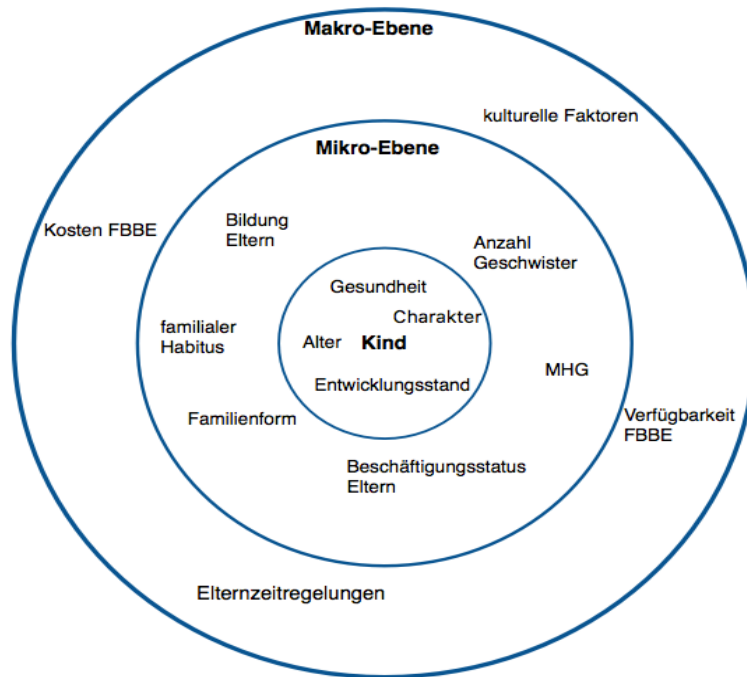 Makro-Ebene
kulturelle Faktoren
Mikro-Ebene
Kosten FBBE
Bildung
Eltern
Anzahl
Geschwister
Gesundheit
Charakter
familialer
Habitus
Alter
Kind
MHG
Entwicklungsstand
Familienform
Verfügbarkeit
FBBE
Beschäftigungsstatus
Eltern
Elternzeitregelungen